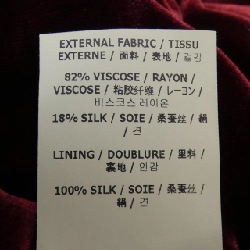 EXTERNAL FABRIC / TISSU
EXTERNE / 面料 / 表地 / 겉감
82% VISCOSE / RAYON /
VISCOSE / 粘胶纤维 / レーヨン /
비스코스 레이온
18% SILK / SOIE / 桑蚕丝 / 絹
/ 견
LINING / DOUBLURE / 里料 /
裏地 / 안감
100% SILK / SOIE / 桑蚕丝 /
絹 / 견